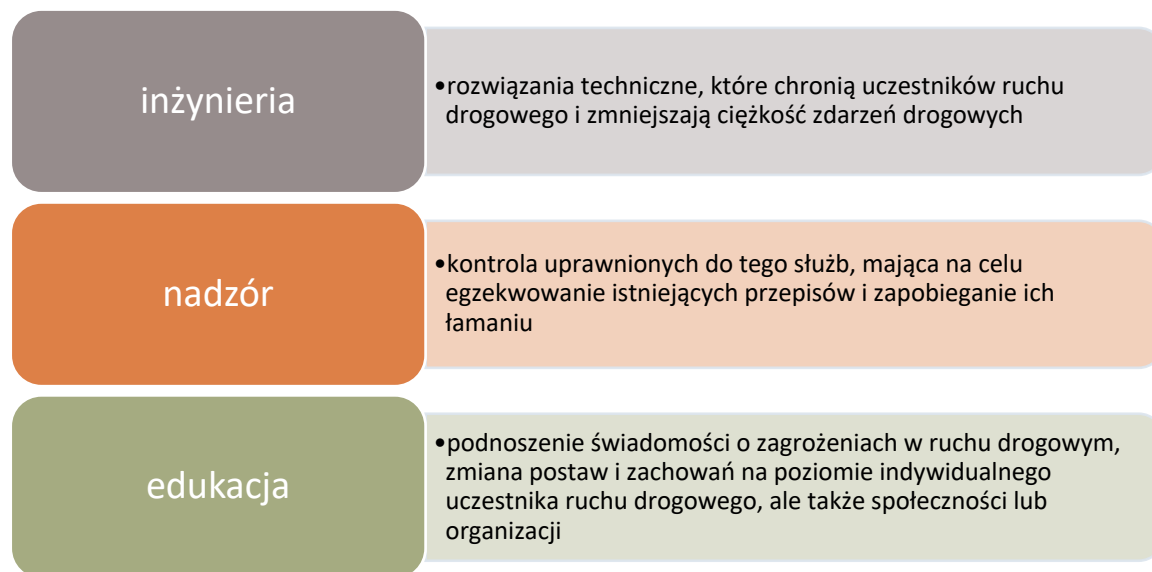 inżynieria
•rozwiązania techniczne, które chronią uczestników ruchu
drogowego i zmniejszają ciężkość zdarzeń drogowych
nadzór
•kontrola uprawnionych do tego służb, mająca na celu
egzekwowanie istniejących przepisów i zapobieganie ich
łamaniu
edukacja
•podnoszenie świadomości o zagrożeniach w ruchu drogowym,
zmiana postaw i zachowań na poziomie indywidualnego
uczestnika ruchu drogowego, ale także społeczności lub
organizacji